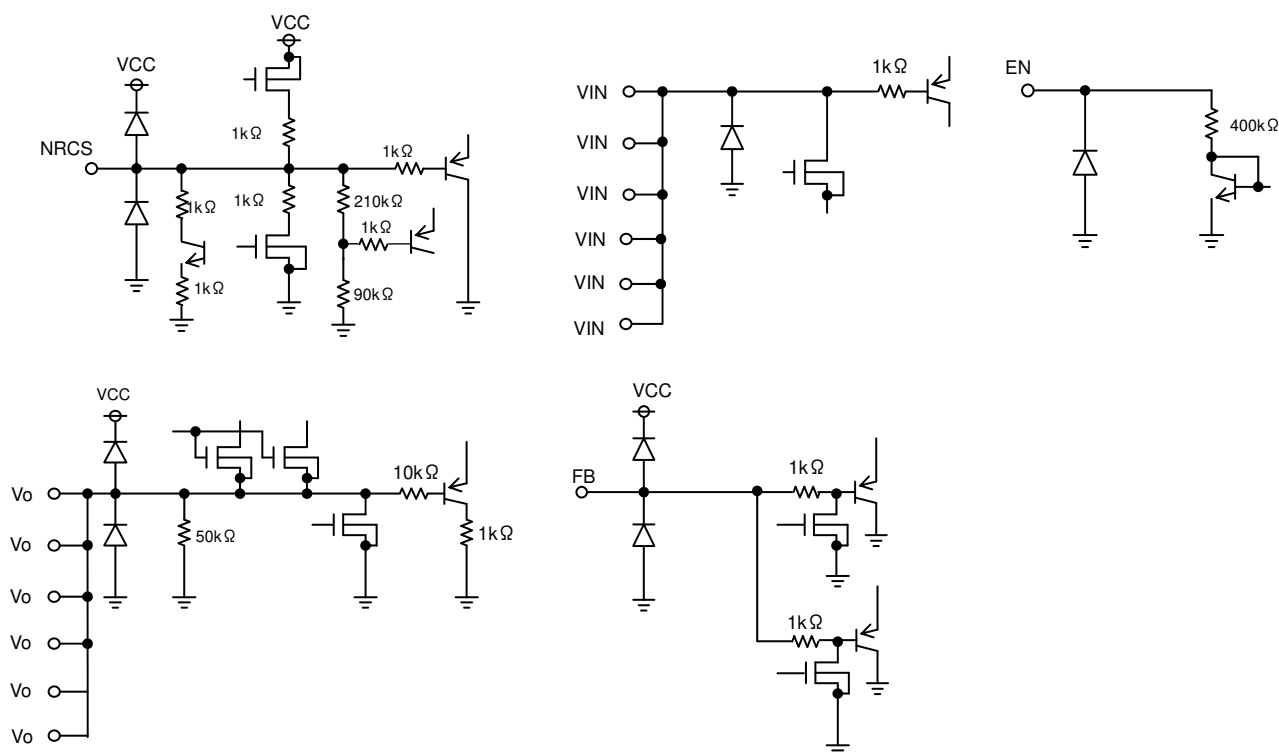 VCC
VCC
1kΩ
NRCS
1kΩ
1kΩ
1kΩ
210kΩ
1kΩ
1kΩ
90kΩ
VIN
VIN
VIN
VIN
VIN
VIN
1kΩ
EN
400kΩ
VCC
Vo
Vo
Vo
Vo
Vo
Vo
50kΩ
10kΩ
1kΩ
VCC
FB
1kΩ
1kΩ